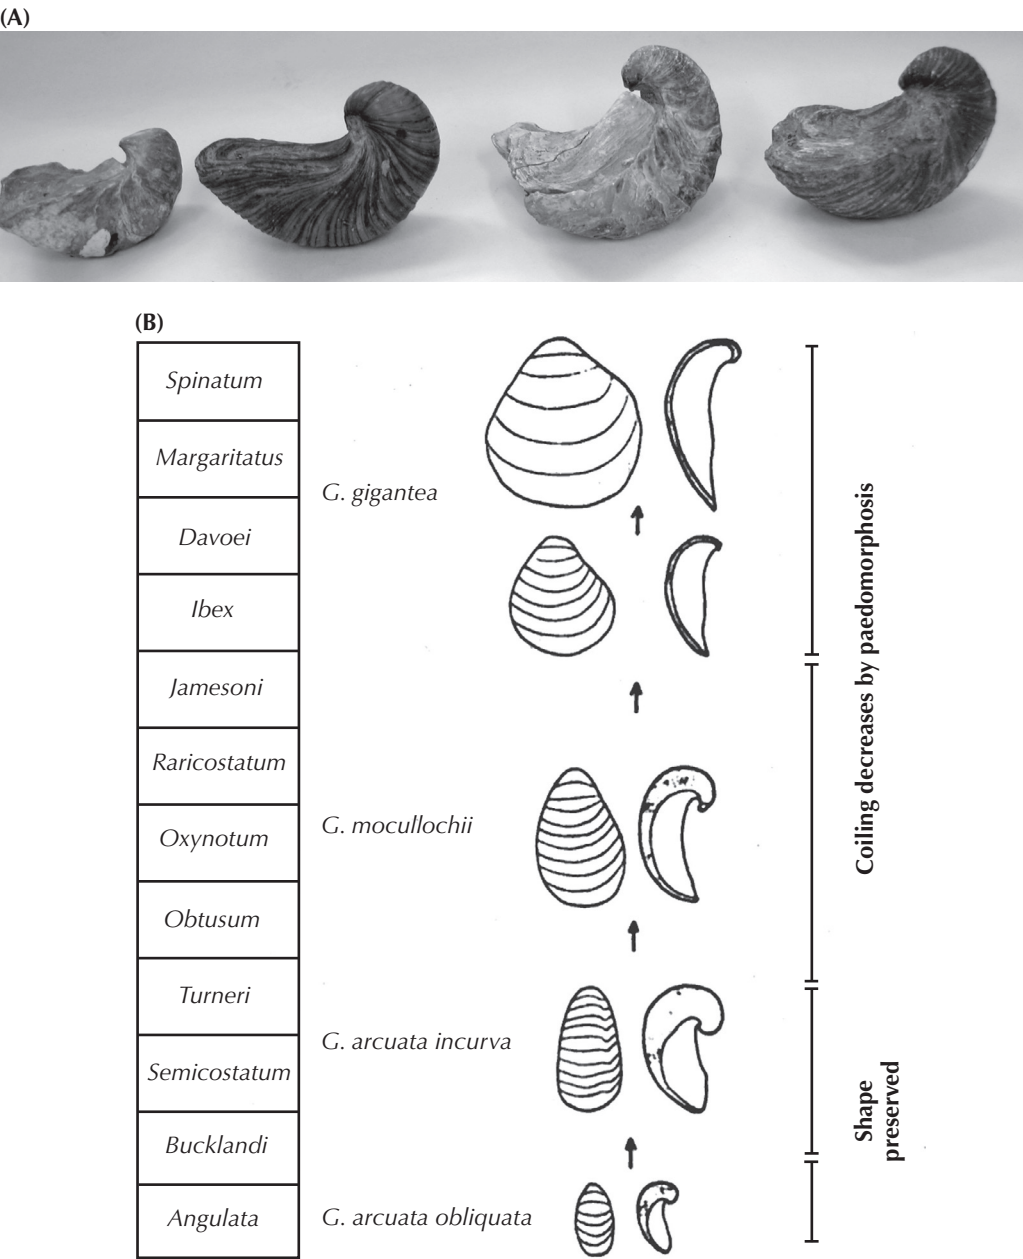 (A)
(B)
Spinatum
Margaritatus
G. gigantea
Davoei
Ibex
Jamesoni
Raricostatum
G. mocullochii
Oxynotum
Obtusum
Turneri
G. arcuata incurva
Semicostatum
Bucklandi
Angulata
G. arcuata obliquata
Coiling decreases by paedomorphosis
Shape
preserved